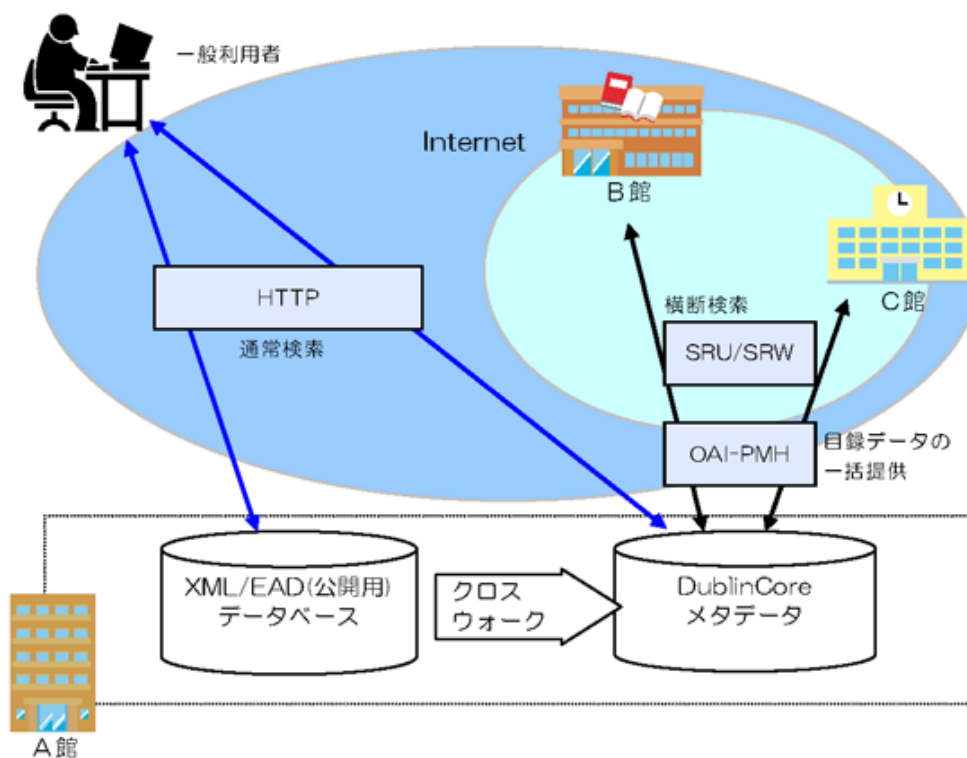 一般利用者
Internet
B館
C館
HTTP
通常検索
横断検索
SRU/SRW
OAI-PMH
目録データの
一括提供
XML/EAD(公開用)
データベース
クロス
ウォーク
DublinCore
メタデータ
A館